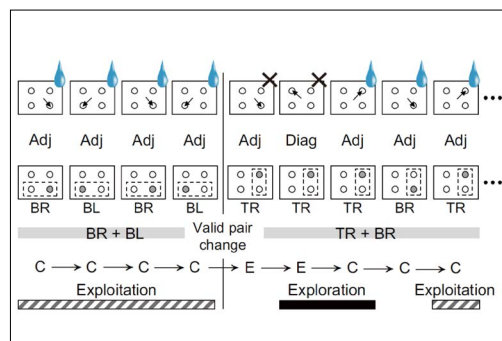 Adj Adj Adj Adj Adj Diag Adj Adj Adj
BR BL BR BL TR TR TR BR TR
BR + BL Valid pair change TR + BR
C → C → C → C → E → E → C → C → C
Exploitation Exploration Exploitation